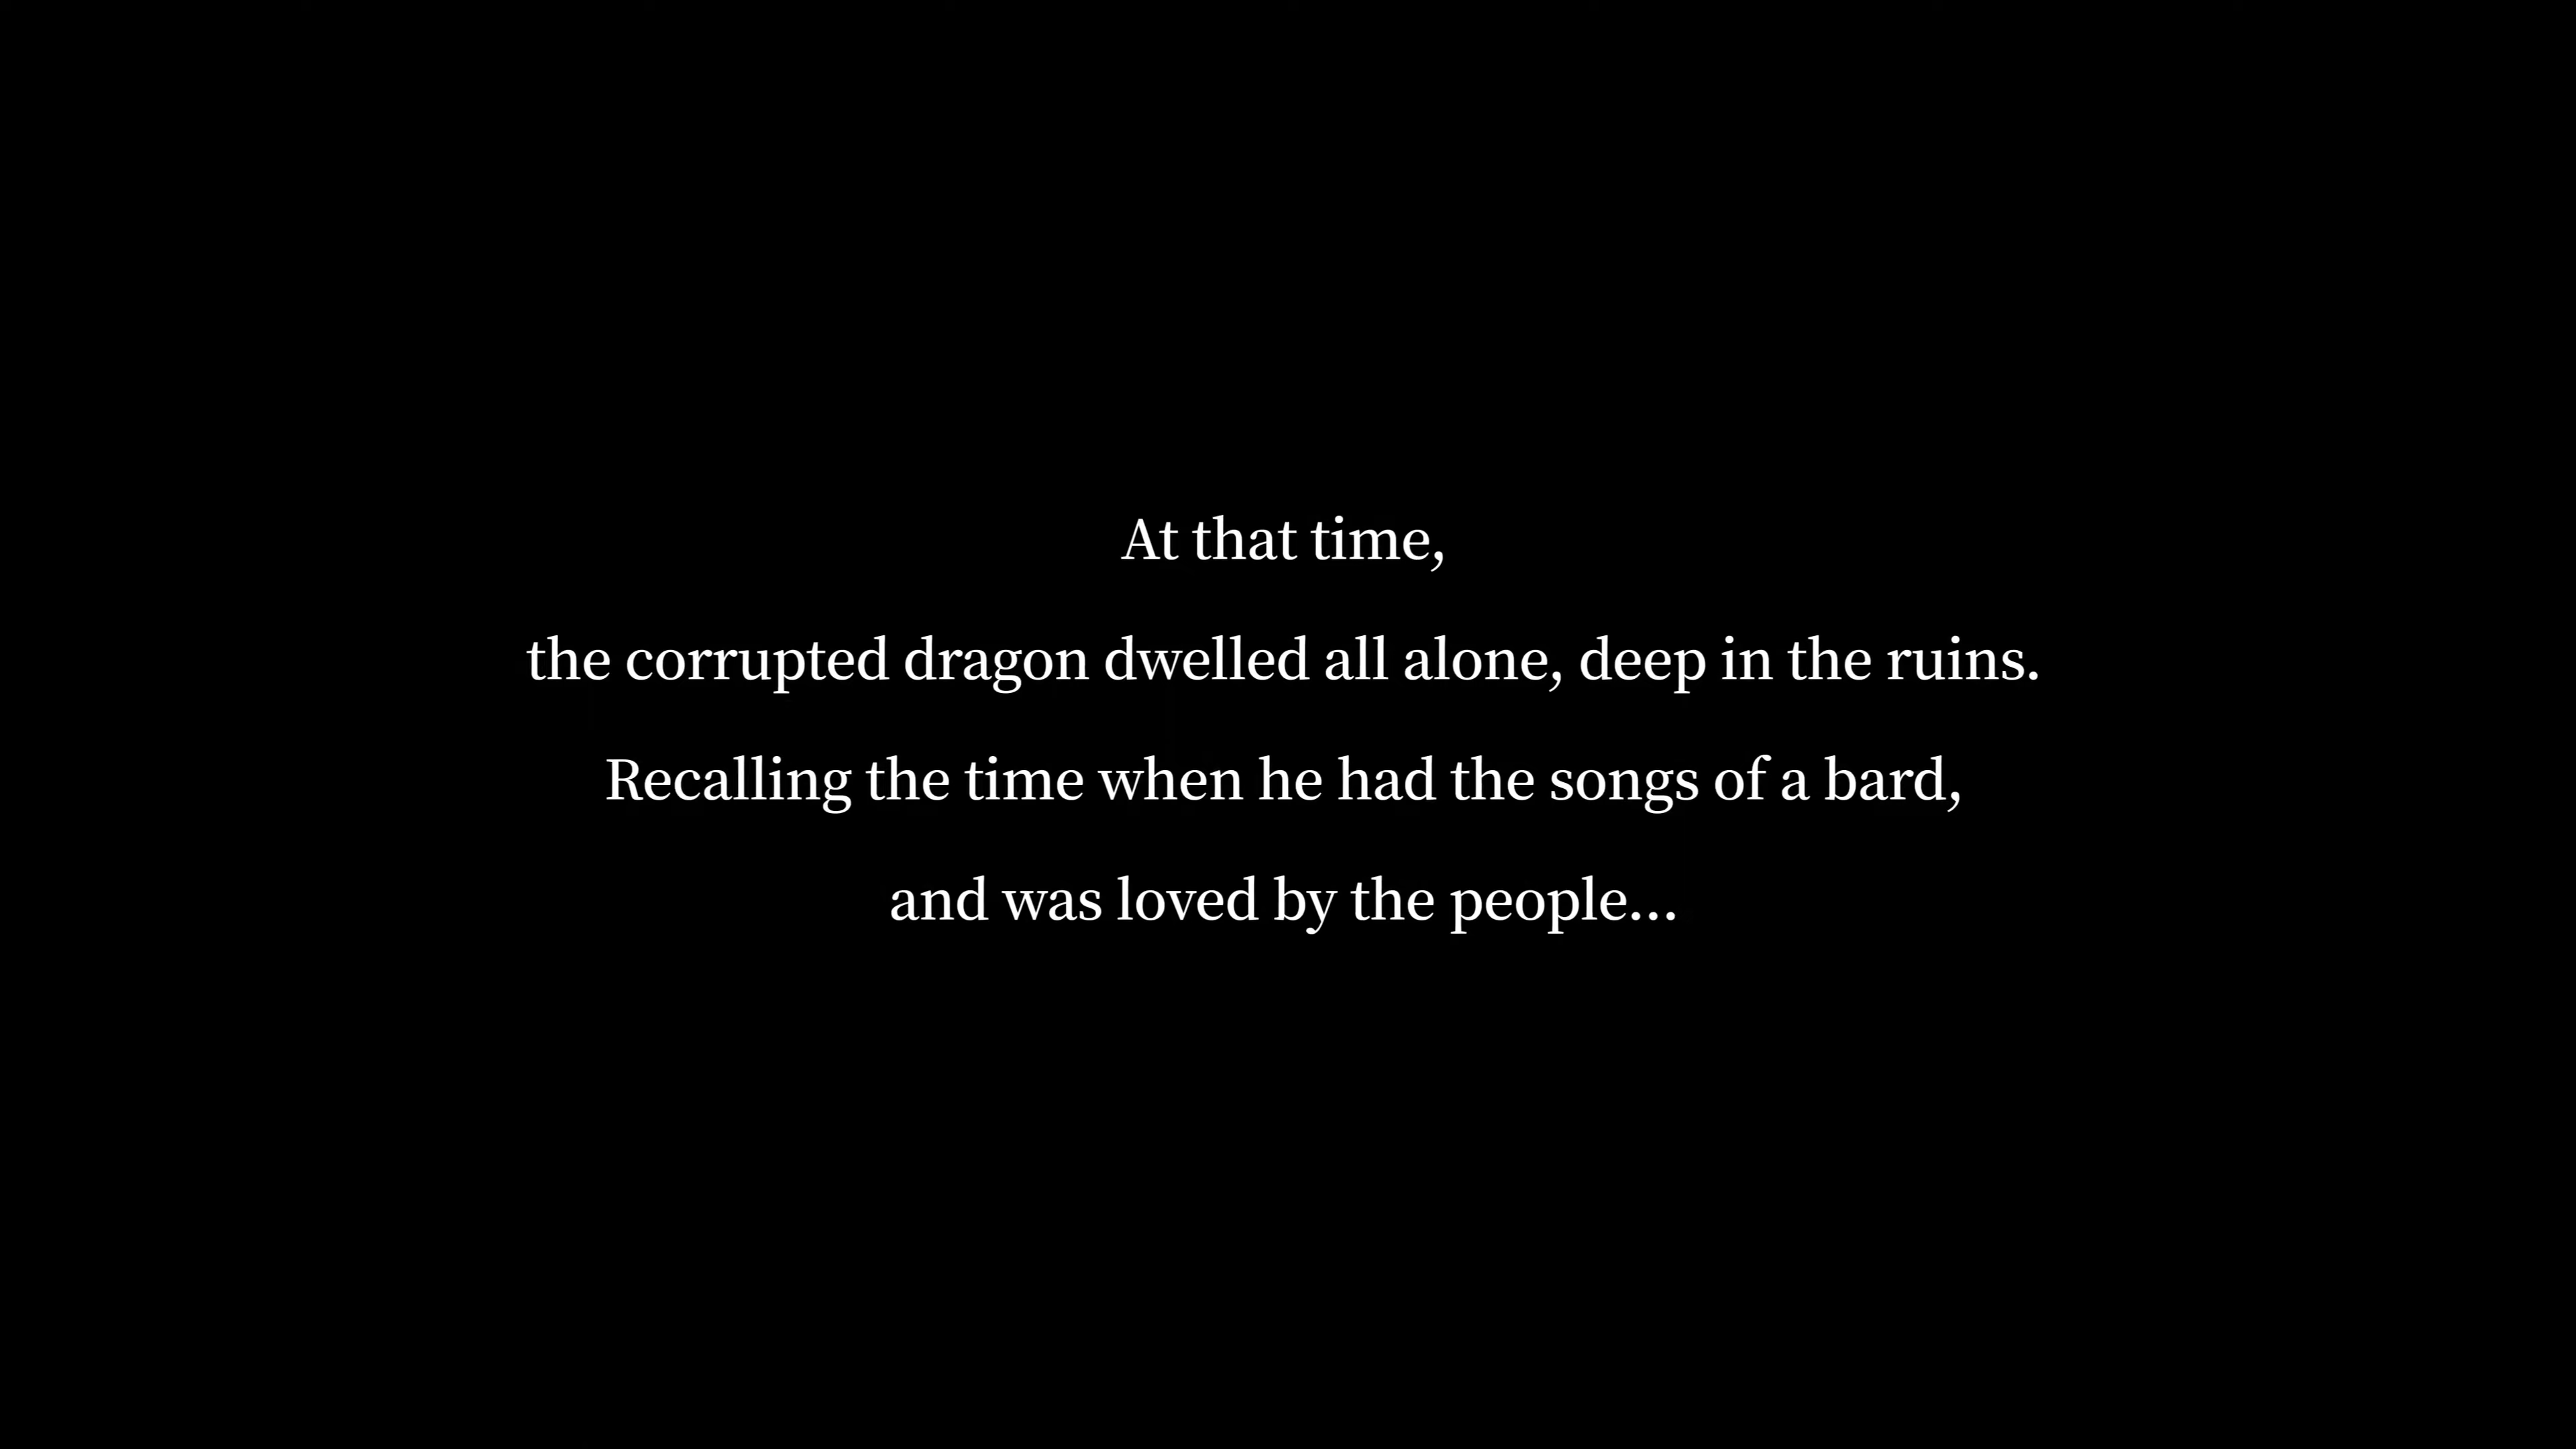 At that time,
the corrupted dragon dwelled all alone, deep in the ruins.
Recalling the time when he had the songs of a bard,
and was loved by the people...